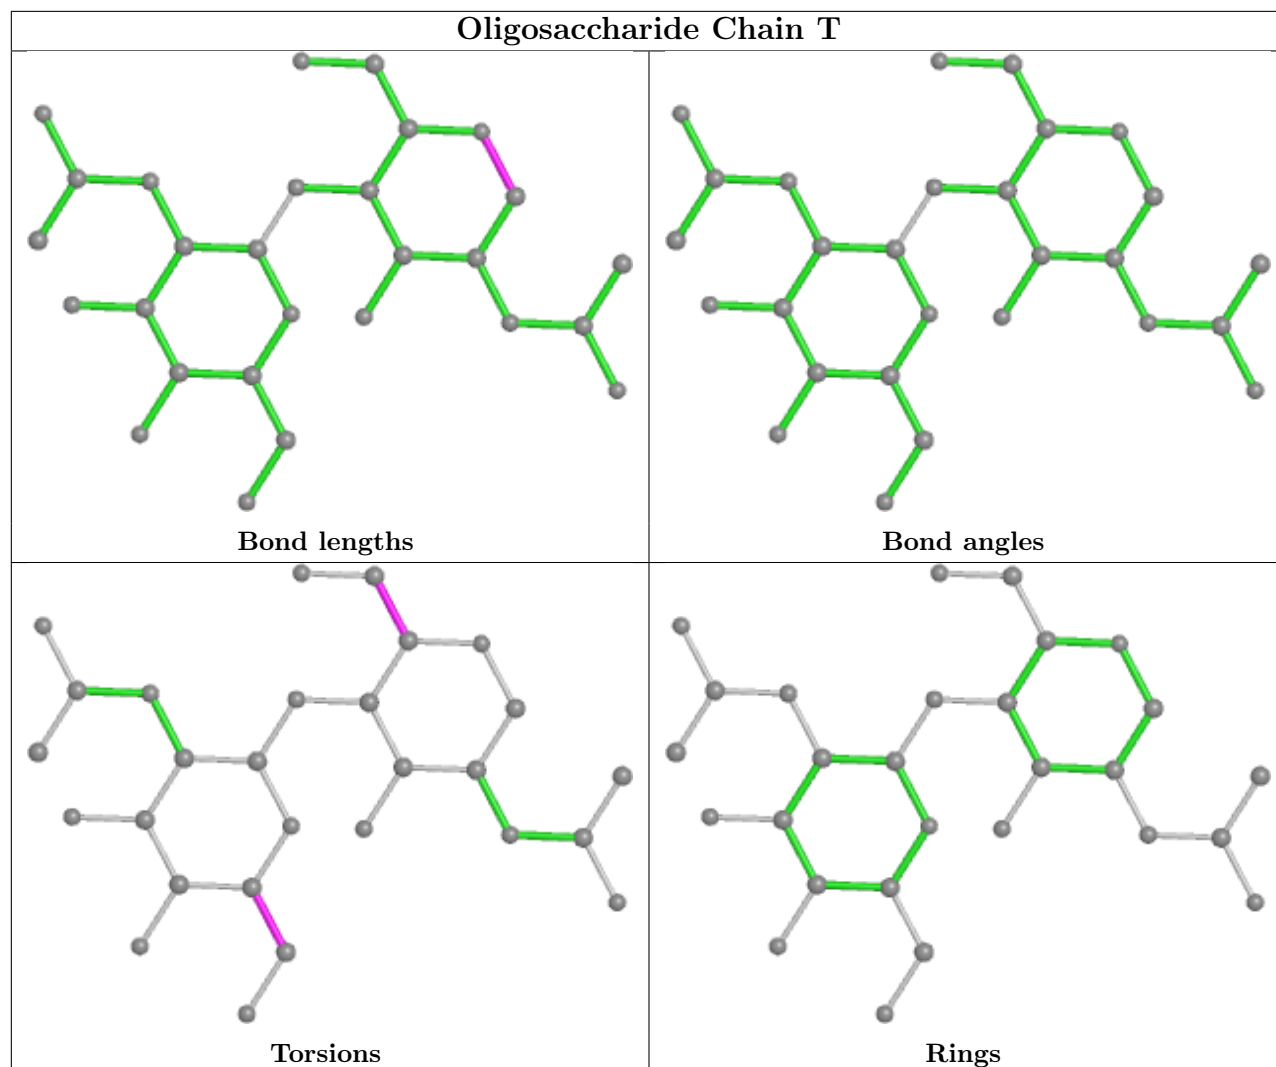 Oligosaccharide Chain T
Bond lengths
Bond angles
Torsions
Rings